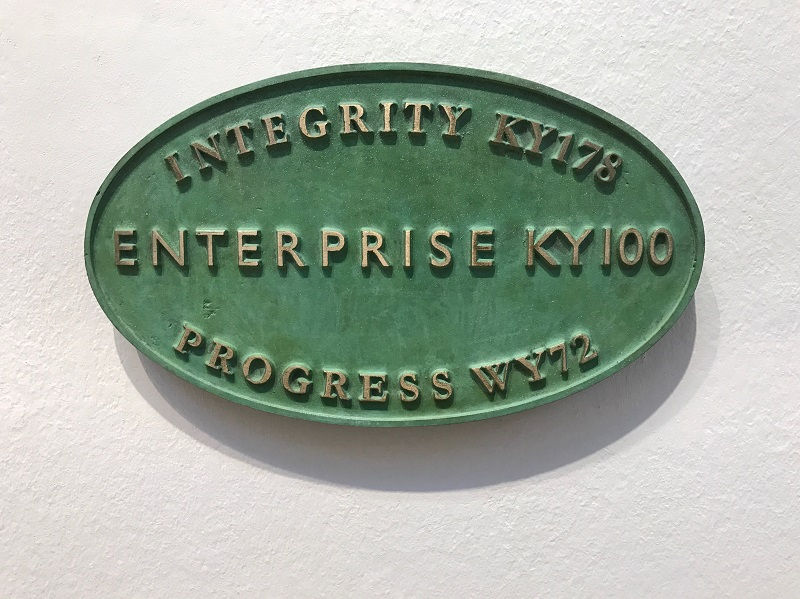 INTEGRITY KY178
ENTERPRISE KY100
PROGRESS WY72